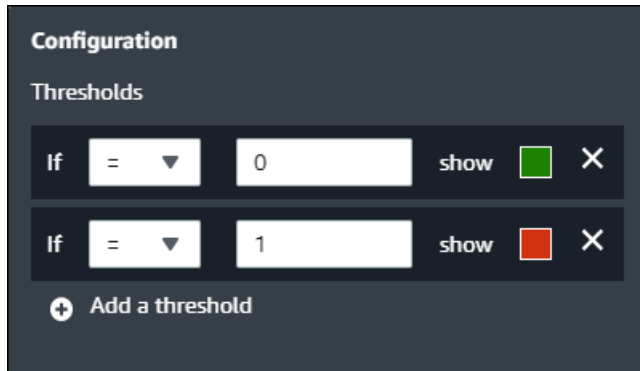 Configuration
Thresholds
If = 0 show
If = 1 show
Add a threshold